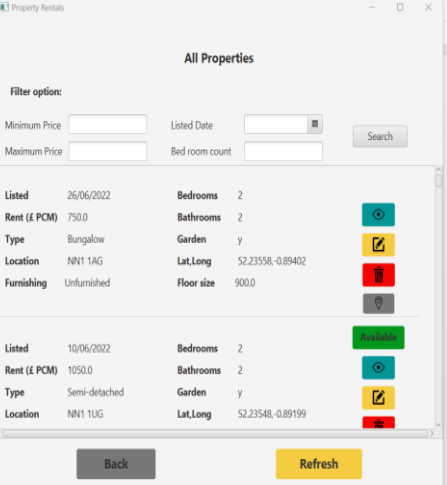 Property Rentals
All Properties
Filter option:
Minimum Price Listed Date
Search
Maximum Price Bed room count
Listed 26/06/2022 Bedrooms 2
Rent (£ PCM) 750.0 Bathrooms 2
Type Bungalow Garden y
Location NN1 1AG Lat,Long 52.23558,-0.89402
Furnishing Unfurnished Floor size 900.0
Available
Listed 10/06/2022 Bedrooms 2
Rent (£ PCM) 1050.0 Bathrooms 2
Type Semi-detached Garden y
Location NN1 1UG Lat,Long 52.23548,-0.89199
Back Refresh